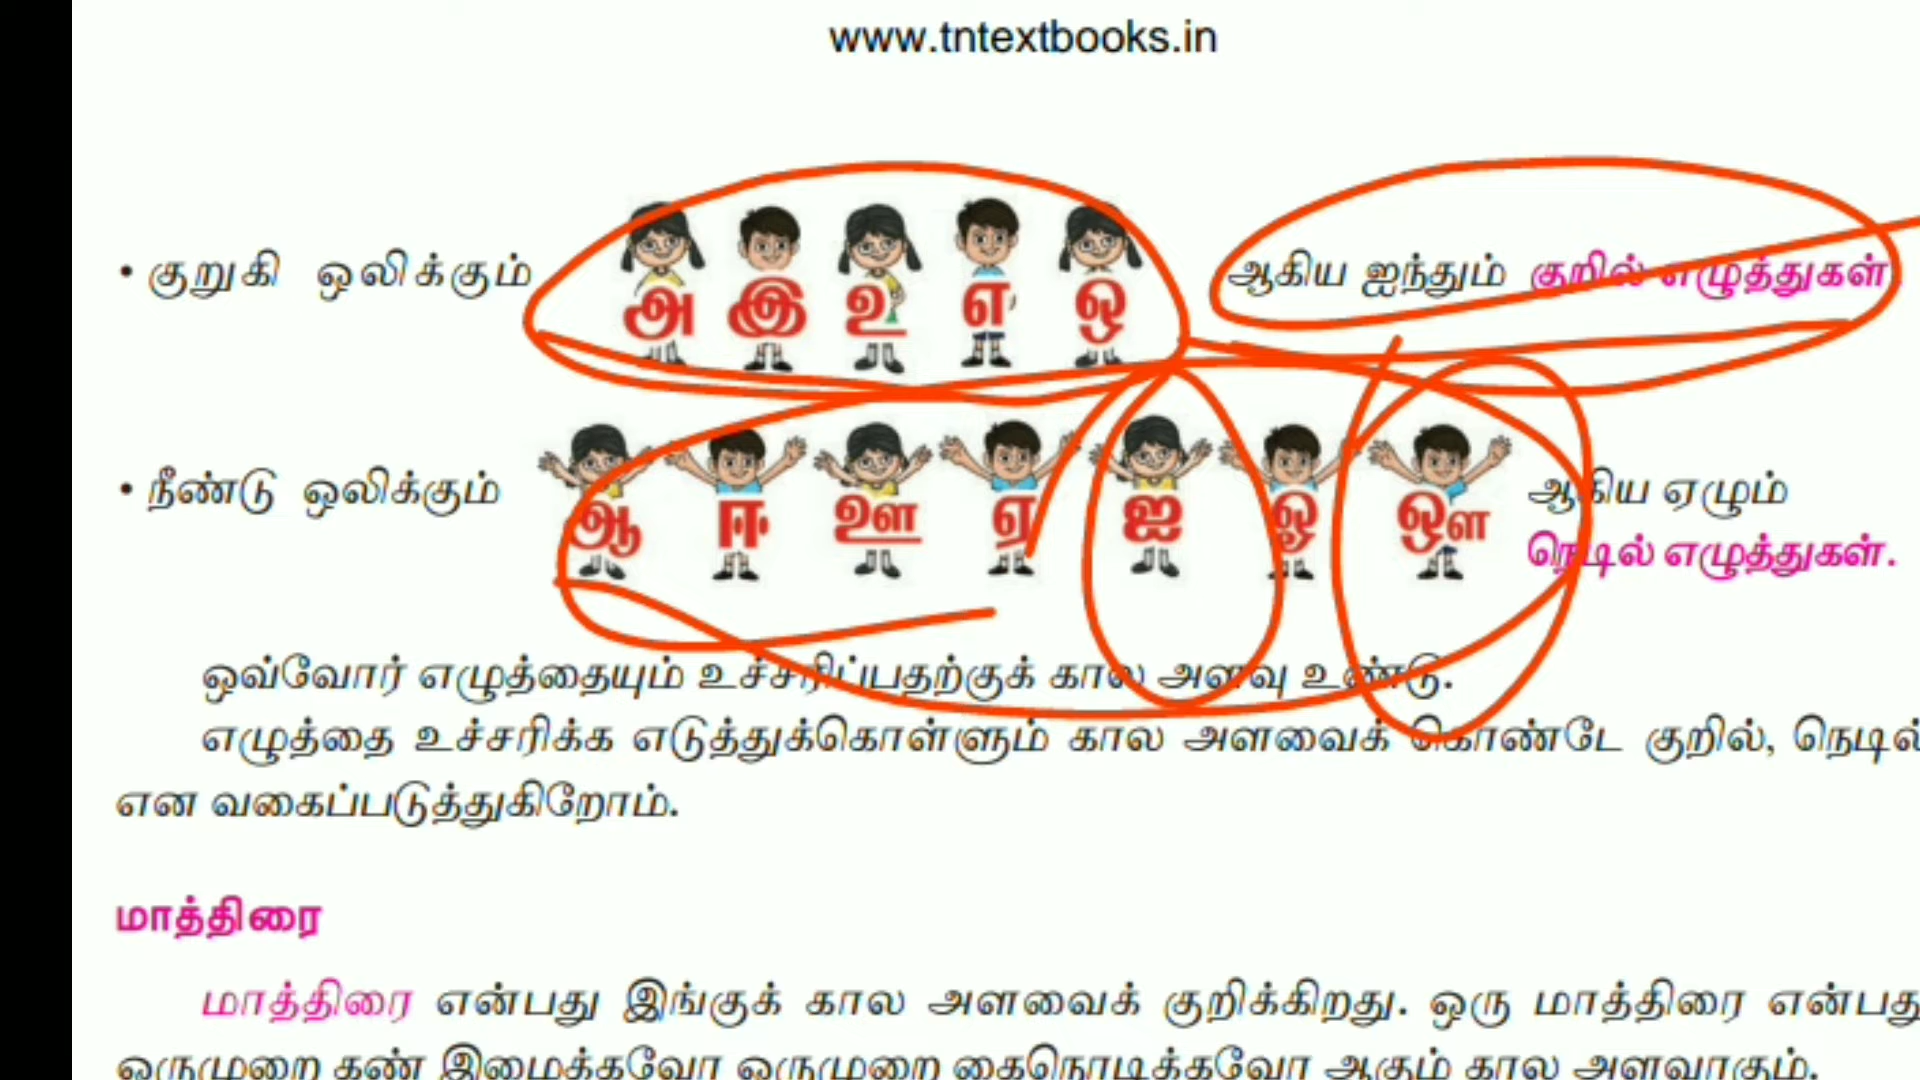 www.tntextbooks.in
• குறுகி ஒலிக்கும் அ இ உ எ ஒ ஆகிய ஐந்தும் குறில் எழுத்துகள்
• நீண்டு ஒலிக்கும் ஆ ஈ ஊ ஏ ஐ ஓ ஔ ஆகிய ஏழும்
நெடில் எழுத்துகள்.
ஒவ்வோர் எழுத்தையும் உச்சரிப்பதற்குக் கால அளவு உண்டு.
எழுத்தை உச்சரிக்க எடுத்துக்கொள்ளும் கால அளவைக் கொண்டே குறில், நெடில்
என வகைப்படுத்துகிறோம்.
மாத்திரை
மாத்திரை என்பது இங்குக் கால அளவைக் குறிக்கிறது. ஒரு மாத்திரை என்பது
ஒருமுறை கண் இமைக்கவோ ஒருமுறை கைநொடிக்கவோ ஆகும் கால அளவாகும்.